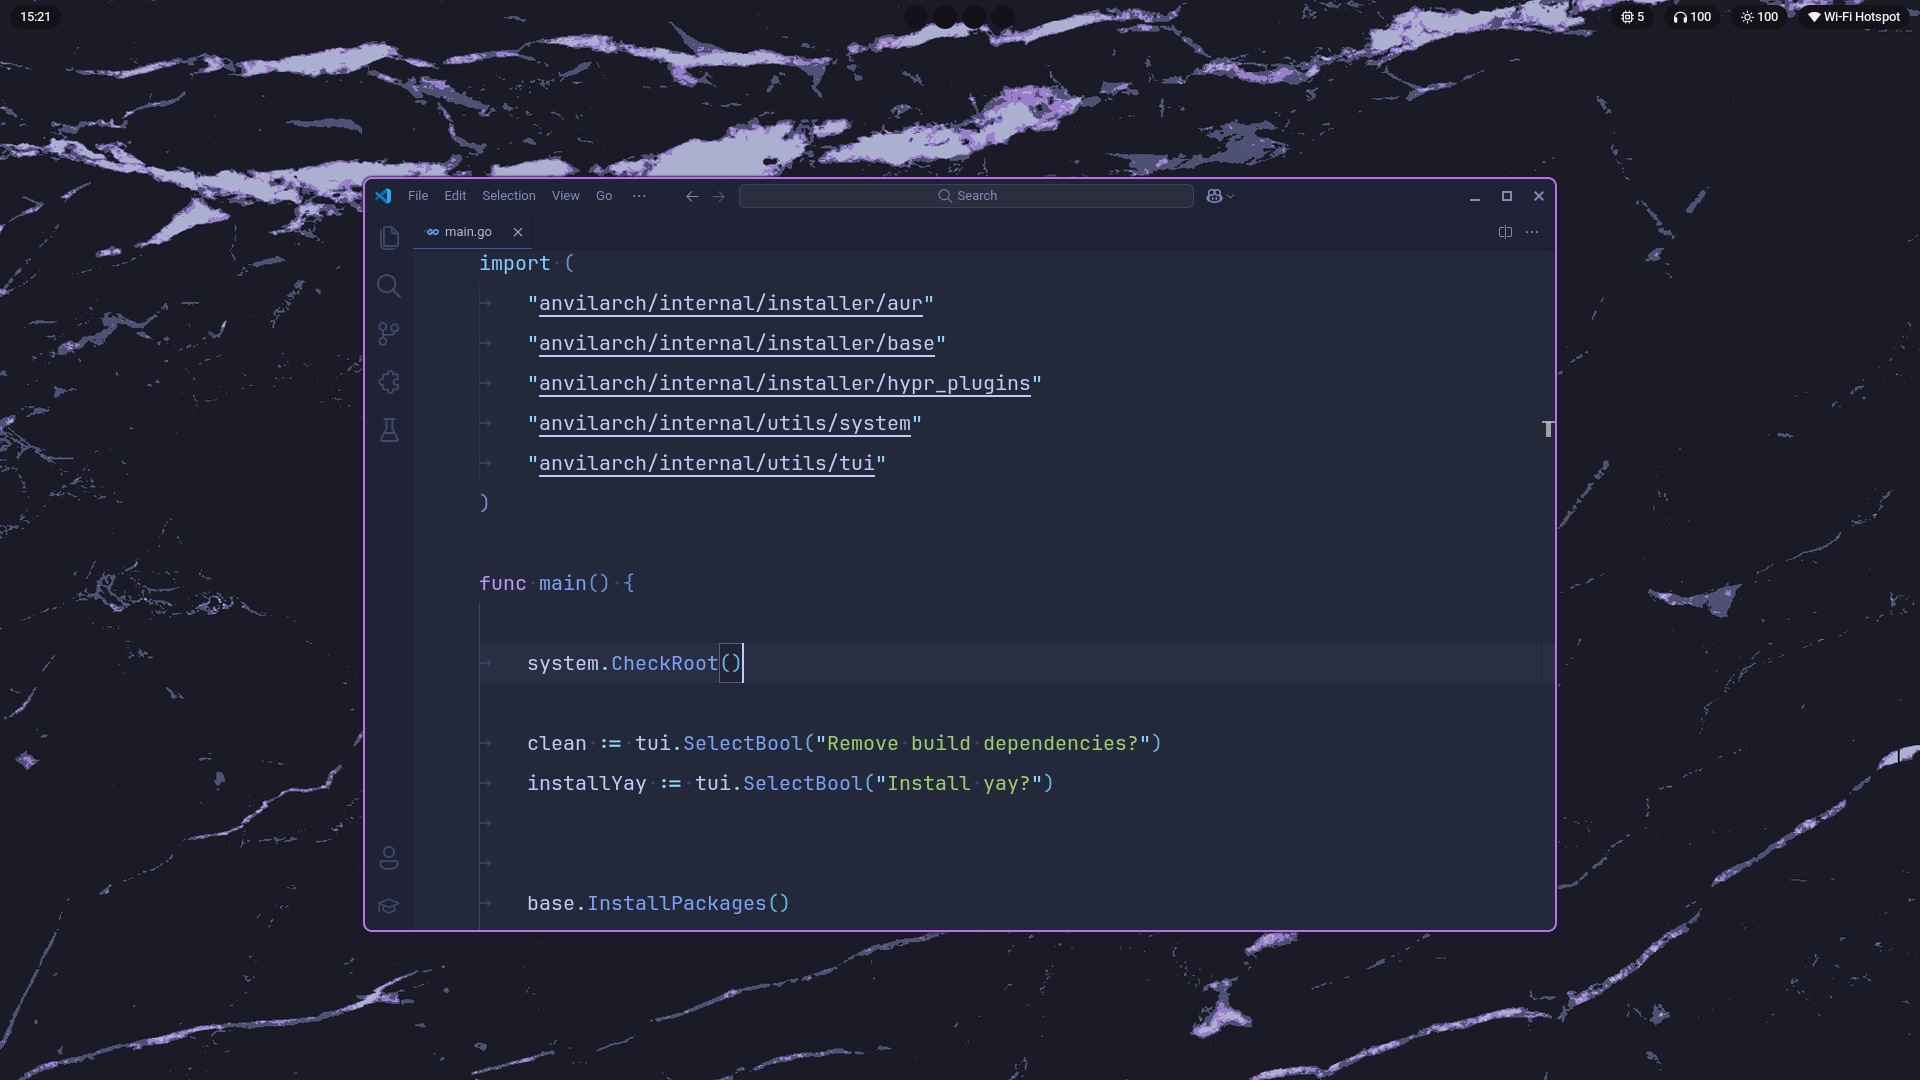 15:21
5
100
100
Wi-Fi Hotspot
File Edit Selection View Go ···
Search
main.go
import (
"anvilarch/internal/installer/aur"
"anvilarch/internal/installer/base"
"anvilarch/internal/installer/hypr_plugins"
"anvilarch/internal/utils/system"
"anvilarch/internal/utils/tui"
)
func main() {
system.CheckRoot()
clean := tui.SelectBool("Remove build dependencies?")
installYay := tui.SelectBool("Install yay?")
base.InstallPackages()